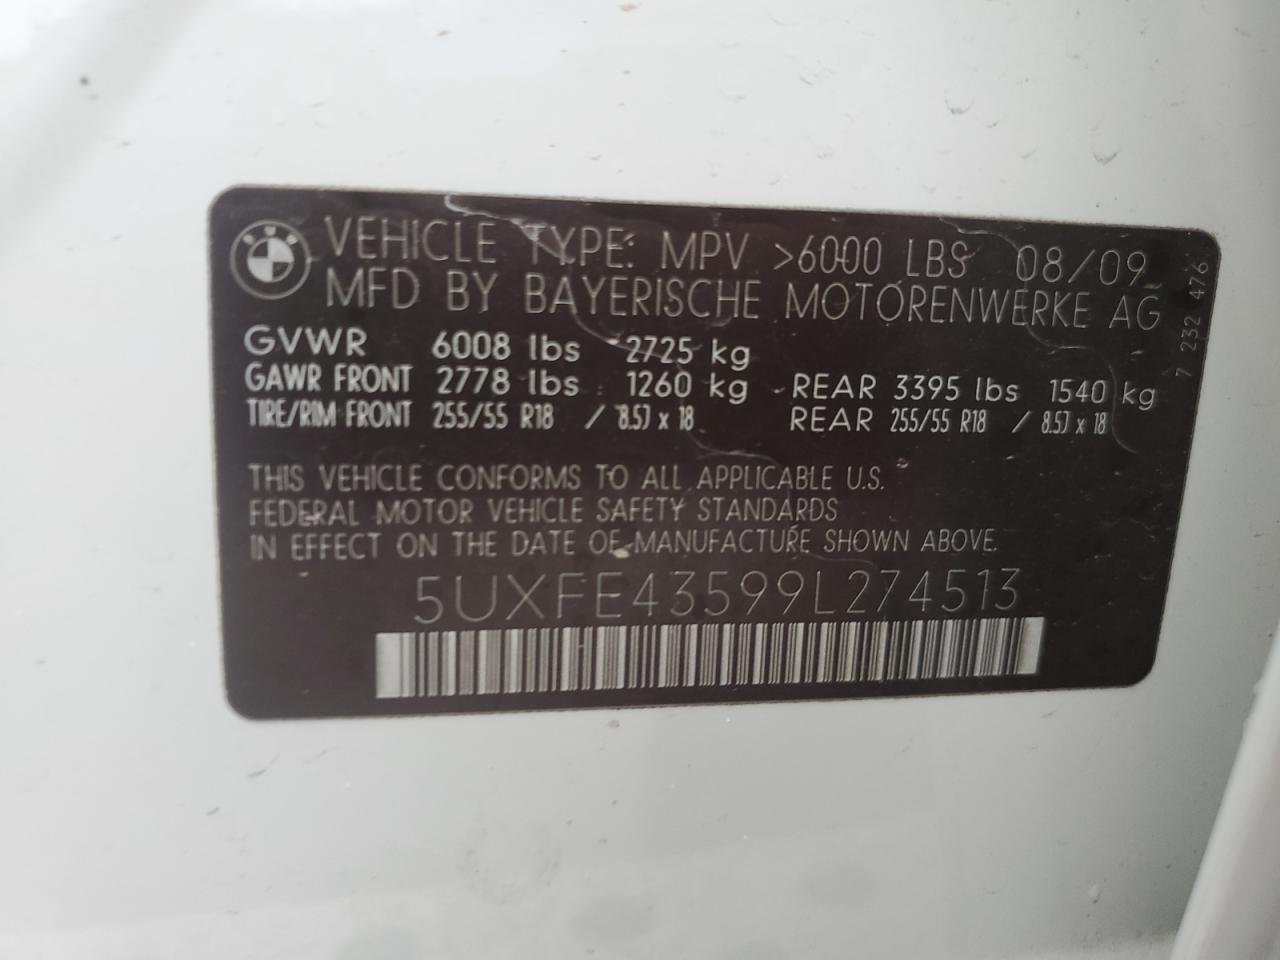 VEHICLE TYPE: MPV >6000 LBS 08/09
MFD BY BAYERISCHE MOTORENWERKE AG
GVWR 6008 lbs 2725 kg
GAWR FRONT 2778 lbs 1260 kg REAR 3395 lbs 1540 kg
TIRE/RIM FRONT 255/55 R18 / 8.5J x 18 REAR 255/55 R18 / 8.5J x 18
THIS VEHICLE CONFORMS TO ALL APPLICABLE U.S.
FEDERAL MOTOR VEHICLE SAFETY STANDARDS
IN EFFECT ON THE DATE OF MANUFACTURE SHOWN ABOVE.
5UXFE43599L274513
7 232 476